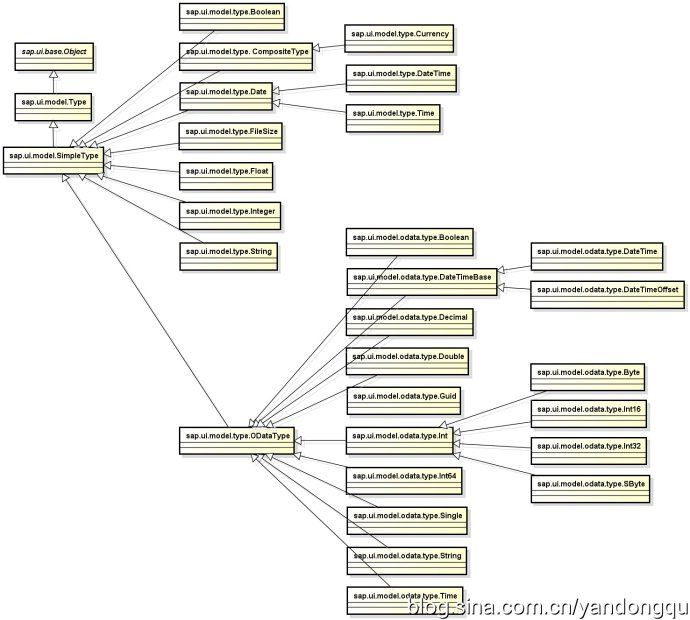 sap.ui.model.type.Boolean
sap.ui.model.type.Currency
sap.ui.base.Object
sap.ui.model.type. CompositeType
sap.ui.model.type.DateTime
sap.ui.model.Type
sap.ui.model.type.Date
sap.ui.model.type.Time
sap.ui.model.type.FileSize
sap.ui.model.SimpleType
sap.ui.model.type.Float
sap.ui.model.type.Integer
sap.ui.model.type.String
sap.ui.model.odata.type.Boolean
sap.ui.model.odata.type.DateTime
sap.ui.model.odata.type.DateTimeBase
sap.ui.model.odata.type.DateTimeOffset
sap.ui.model.odata.type.Decimal
sap.ui.model.odata.type.Double
sap.ui.model.odata.type.Byte
sap.ui.model.odata.type.Guid
sap.ui.model.odata.type.Int16
sap.ui.model.type.ODataType
sap.ui.model.odata.type.Int
sap.ui.model.odata.type.Int32
sap.ui.model.odata.type.Int64
sap.ui.model.odata.type.SByte
sap.ui.model.odata.type.Single
sap.ui.model.odata.type.String
sap.ui.model.odata.type.Time
blog.sina.com.cn/yandongqu